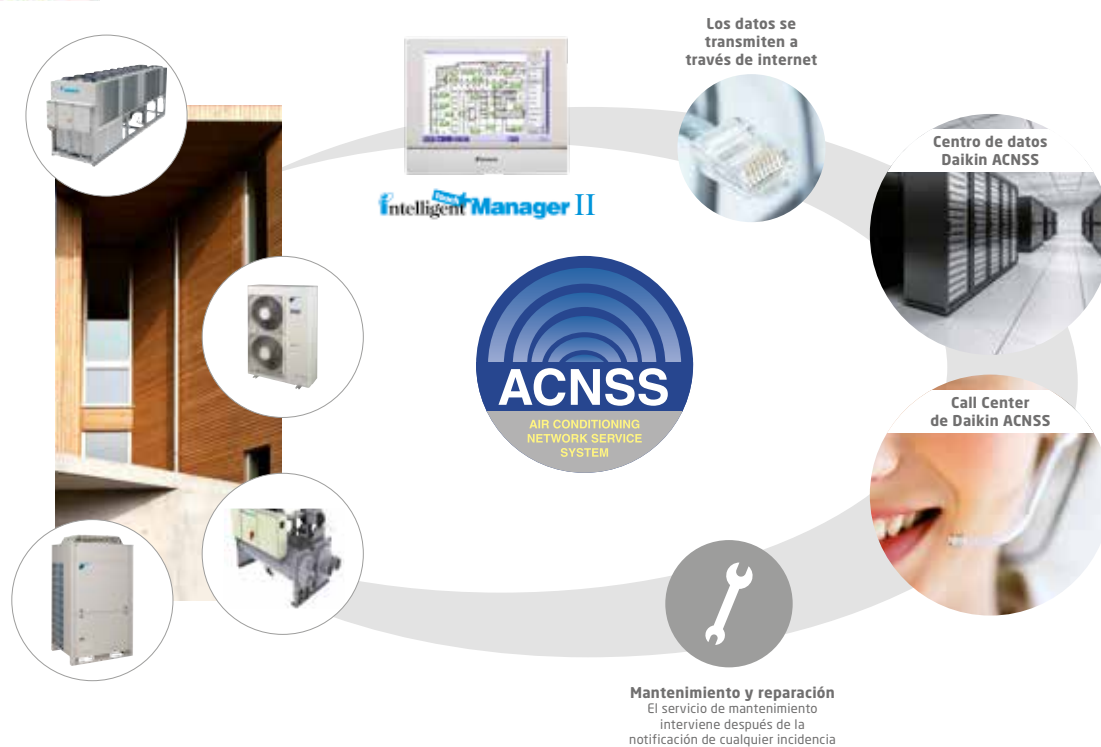 Los datos se
transmiten a
través de internet
Centro de datos
Daikin ACNSS
touch
intelligent Manager II
ACNSS
AIR CONDITIONING
NETWORK SERVICE
SYSTEM
Call Center
de Daikin ACNSS
Mantenimiento y reparación
El servicio de mantenimiento
interviene después de la
notificación de cualquier incidencia